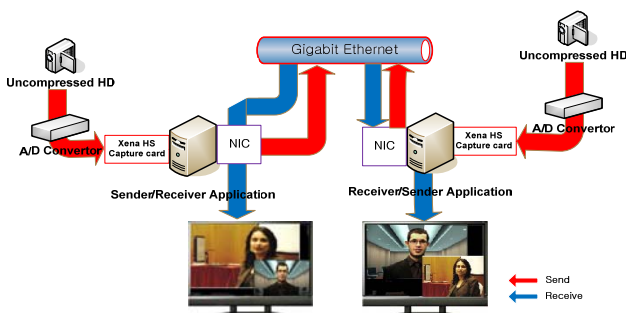 Gigabit Ethernet
Uncompressed HD
A/D Convertor
Xena HS
Capture card
NIC
Sender/Receiver Application
Uncompressed HD
A/D Convertor
Xena HS
Capture card
NIC
Receiver/Sender Application
Send
Receive